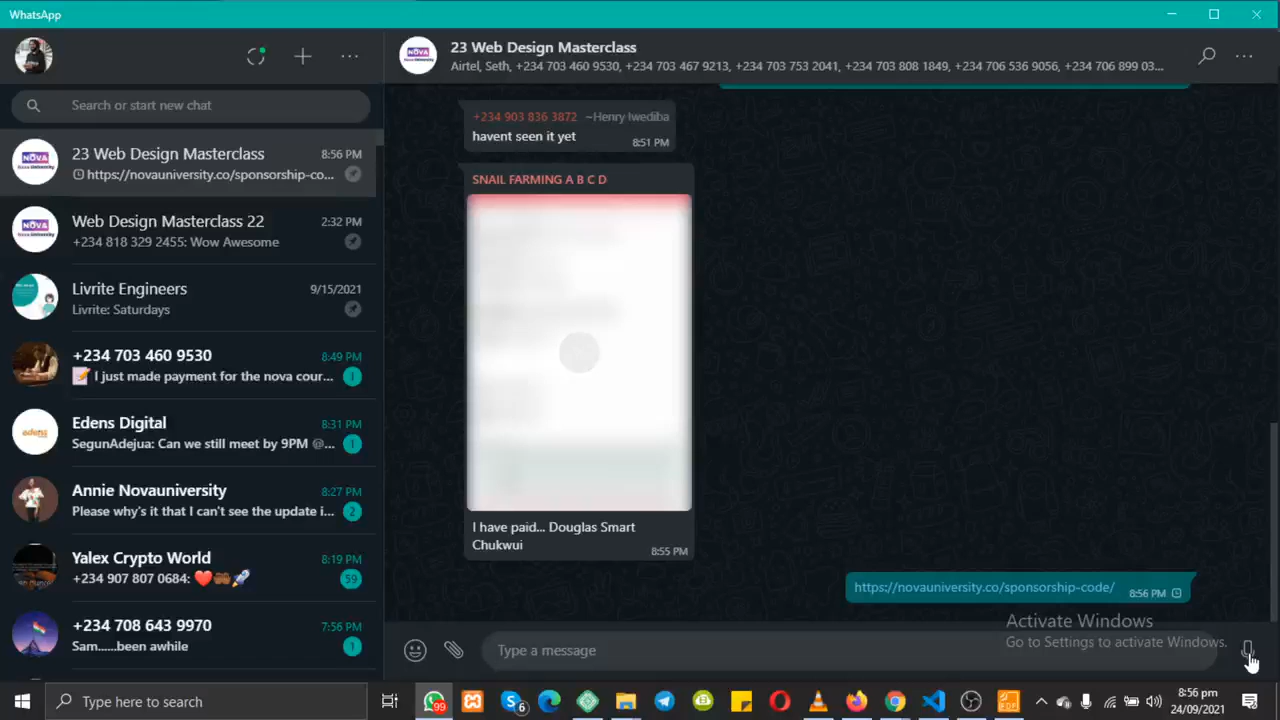 WhatsApp
Search or start new chat
23 Web Design Masterclass
8:56 PM
https://novauniversity.co/sponsorship-co...
Web Design Masterclass 22
2:32 PM
+234 818 329 2455: Wow Awesome
Livrite Engineers
9/15/2021
Livrite: Saturdays
+234 703 460 9530
8:49 PM
📝 I just made payment for the nova cour...
1
Edens Digital
8:31 PM
SegunAdejua: Can we still meet by 9PM @...
1
Annie Novauniversity
8:27 PM
Please why's it that I can't see the update i...
2
Yalex Crypto World
8:19 PM
+234 907 807 0684: ❤️🙏🏾🚀
59
+234 708 643 9970
7:56 PM
Sam......been awhile
1
23 Web Design Masterclass
Airtel, Seth, +234 703 460 9530, +234 703 467 9213, +234 703 753 2041, +234 703 808 1849, +234 706 536 9056, +234 706 899 03...
+234 903 836 3872 ~Henry Iwediba
havent seen it yet
8:51 PM
SNAIL FARMING A B C D
I have paid... Douglas Smart
Chukwui
8:55 PM
https://novauniversity.co/sponsorship-code/ 8:56 PM
Activate Windows
Go to Settings to activate Windows.
Type a message
Type here to search
99
6
8:56 pm
24/09/2021